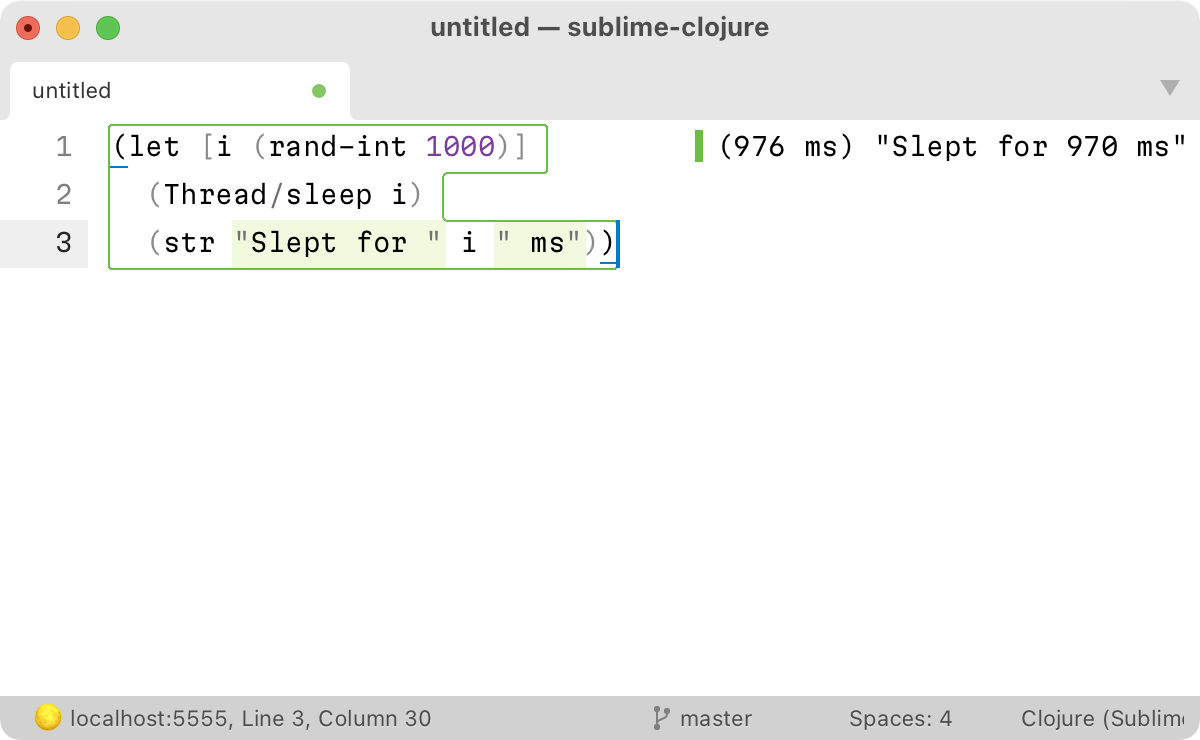 untitled — sublime-clojure
untitled
1 (let [i (rand-int 1000)] (976 ms) "Slept for 970 ms"
2 (Thread/sleep i)
3 (str "Slept for " i " ms"))
localhost:5555, Line 3, Column 30 master Spaces: 4 Clojure (Sublim